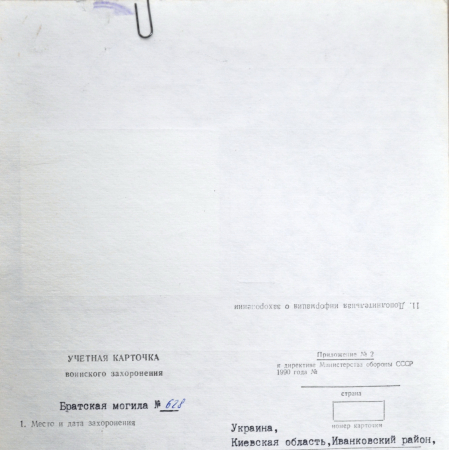 11. Дополнительная информация о захоронении
УЧЕТНАЯ КАРТОЧКА
воинского захоронения
Братская могила № 628
1. Место и дата захоронения
Приложение № 2
к директиве Министерства обороны СССР
1990 года №
страна
номер карточки
Украина,
Киевская область,Иванковский район,